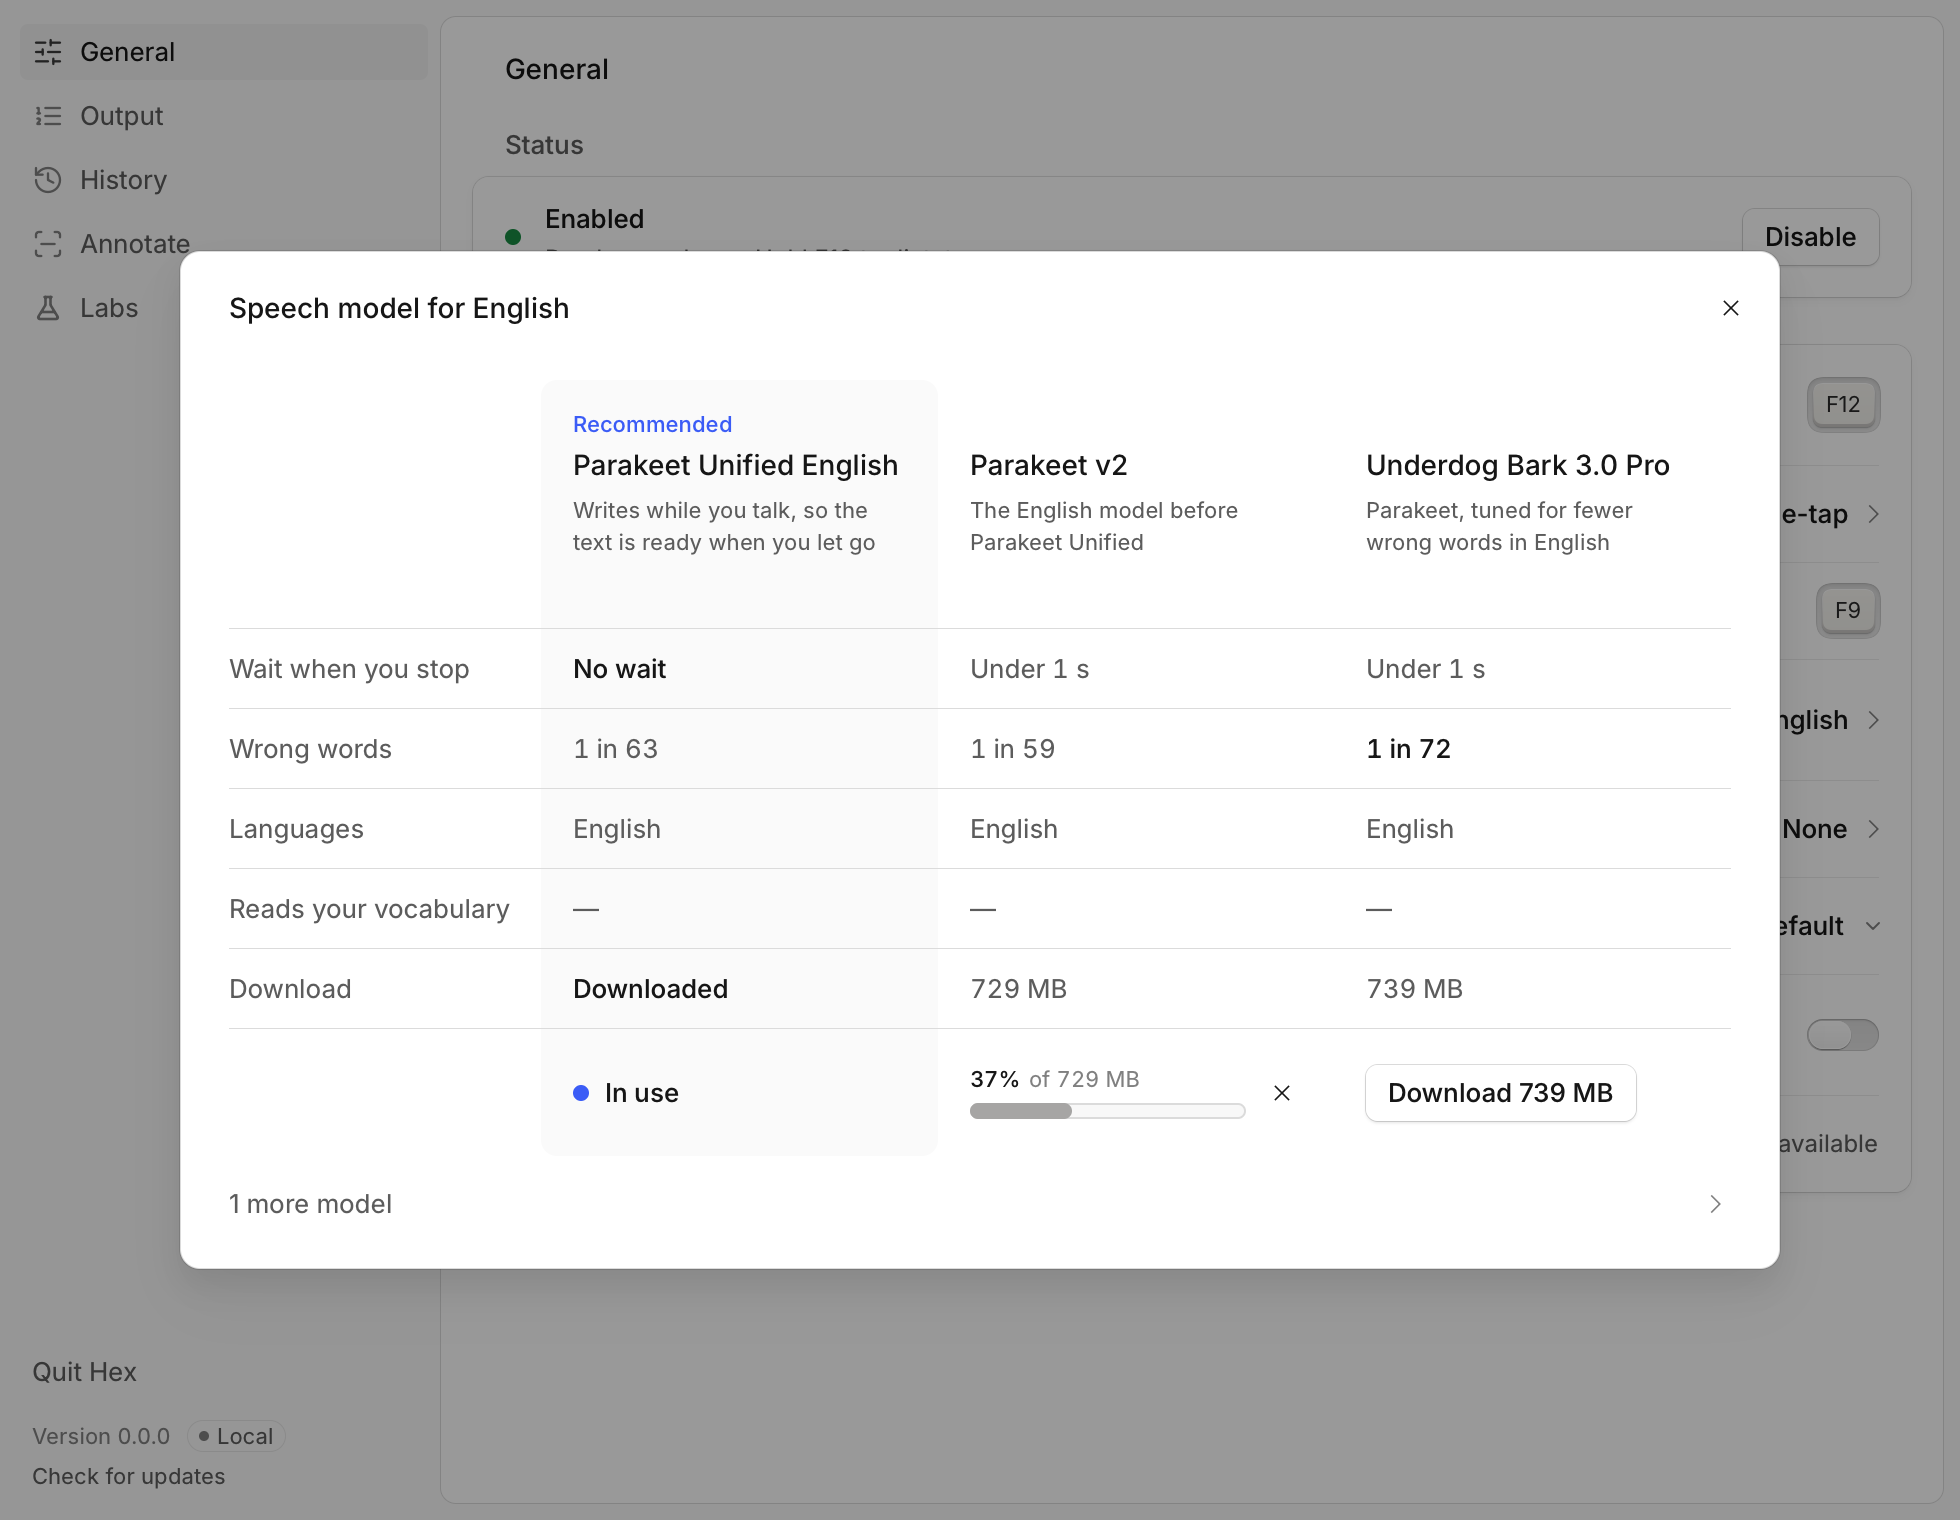 General
Output
History
Annotate
Labs
General
Status
Enabled
Disable
Speech model for English
Recommended
Parakeet Unified English
Writes while you talk, so the
text is ready when you let go
Parakeet v2
The English model before
Parakeet Unified
Underdog Bark 3.0 Pro
Parakeet, tuned for fewer
wrong words in English
Wait when you stop
No wait
Under 1 s
Under 1 s
Wrong words
1 in 63
1 in 59
1 in 72
Languages
English
English
English
Reads your vocabulary
—
—
—
Download
Downloaded
729 MB
739 MB
In use
37% of 729 MB
Download 739 MB
1 more model
F12
e-tap
F9
nglish
None
efault
available
Quit Hex
Version 0.0.0
Local
Check for updates